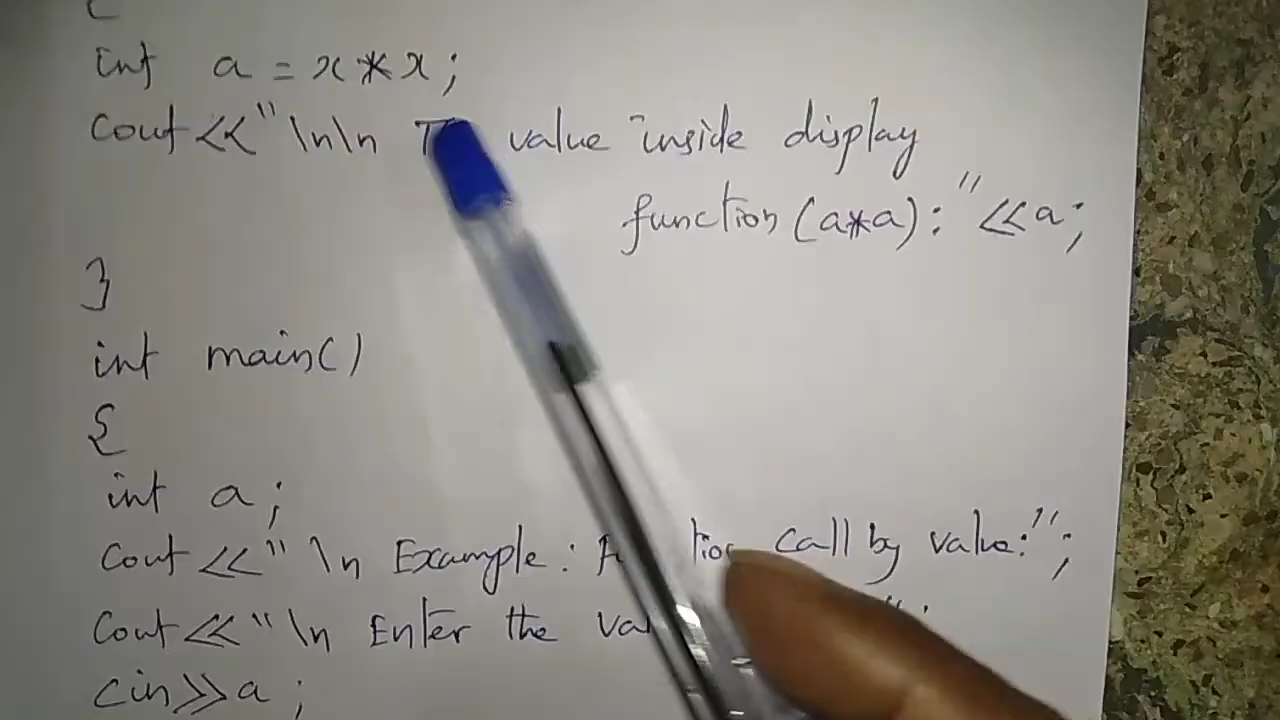 {
int a = x*x;
cout<<"\n\n value inside display
function (a*a): "<<a;
}
int main()
{
int a;
cout<<"\n Example: call by value:";
cout<<"\n Enter the
cin>>a;